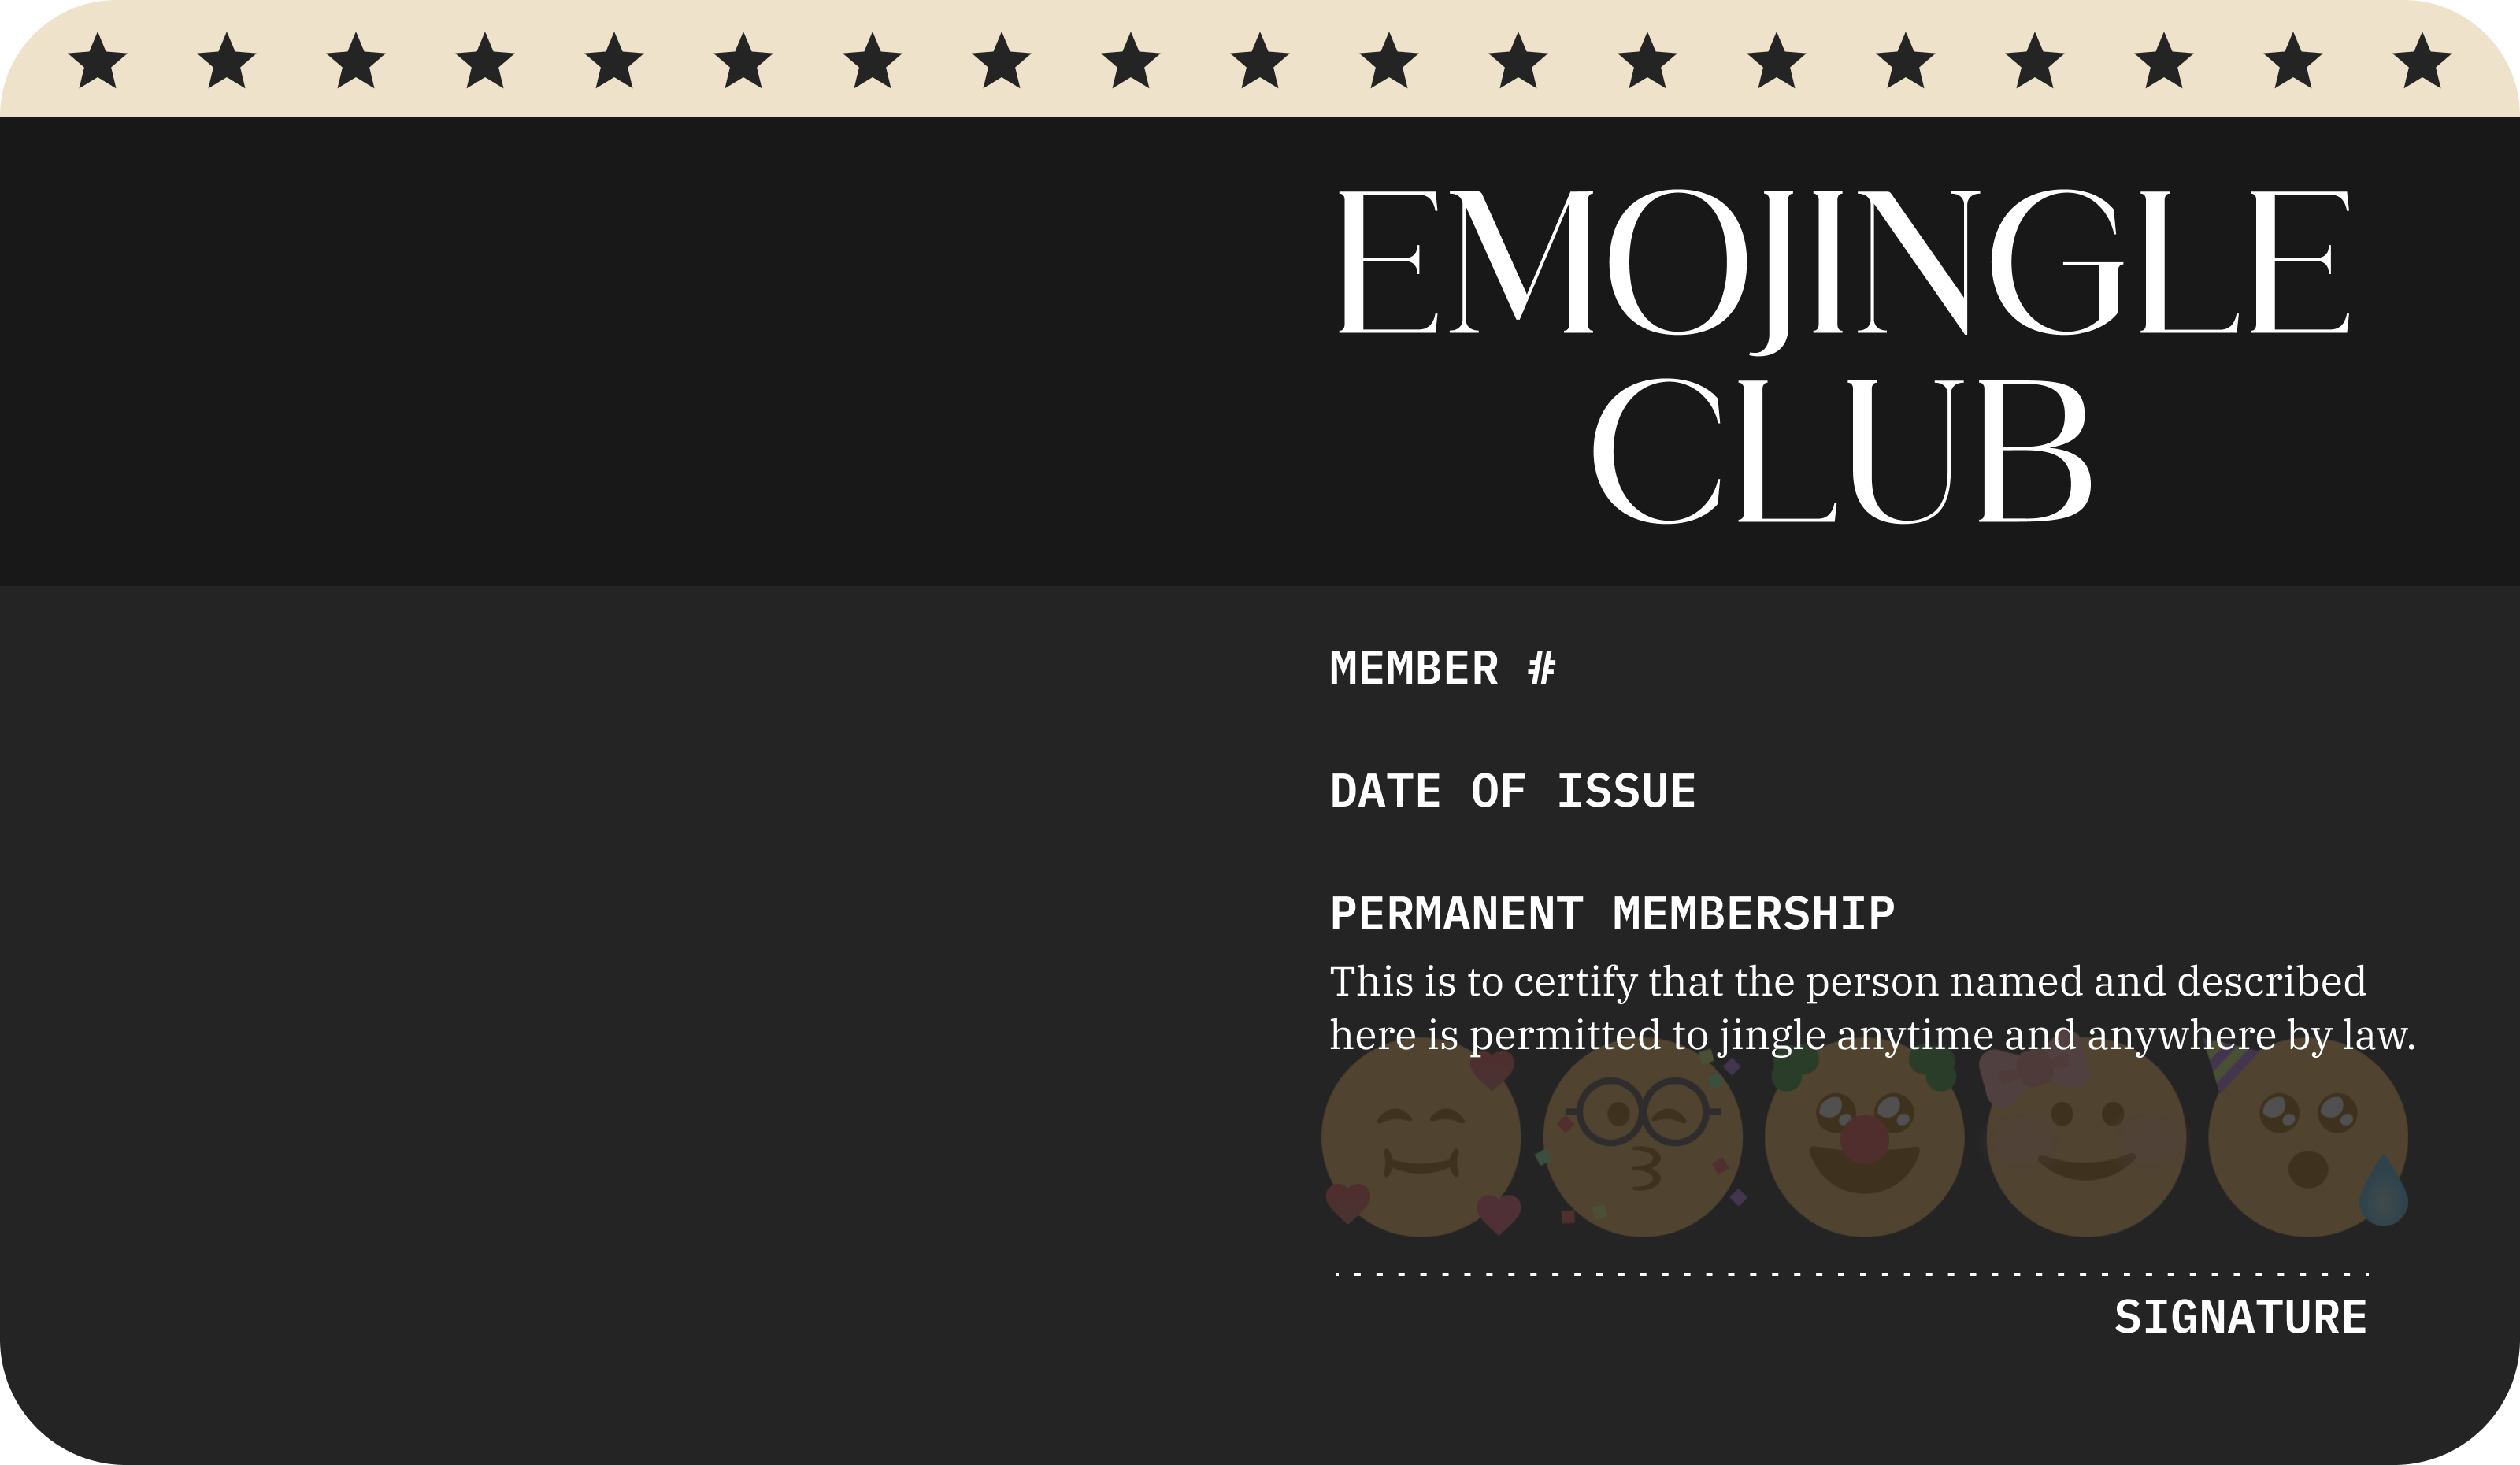 EMOJINGLE
CLUB
MEMBER #
DATE OF ISSUE
PERMANENT MEMBERSHIP
This is to certify that the person named and described
here is permitted to jingle anytime and anywhere by law.
SIGNATURE